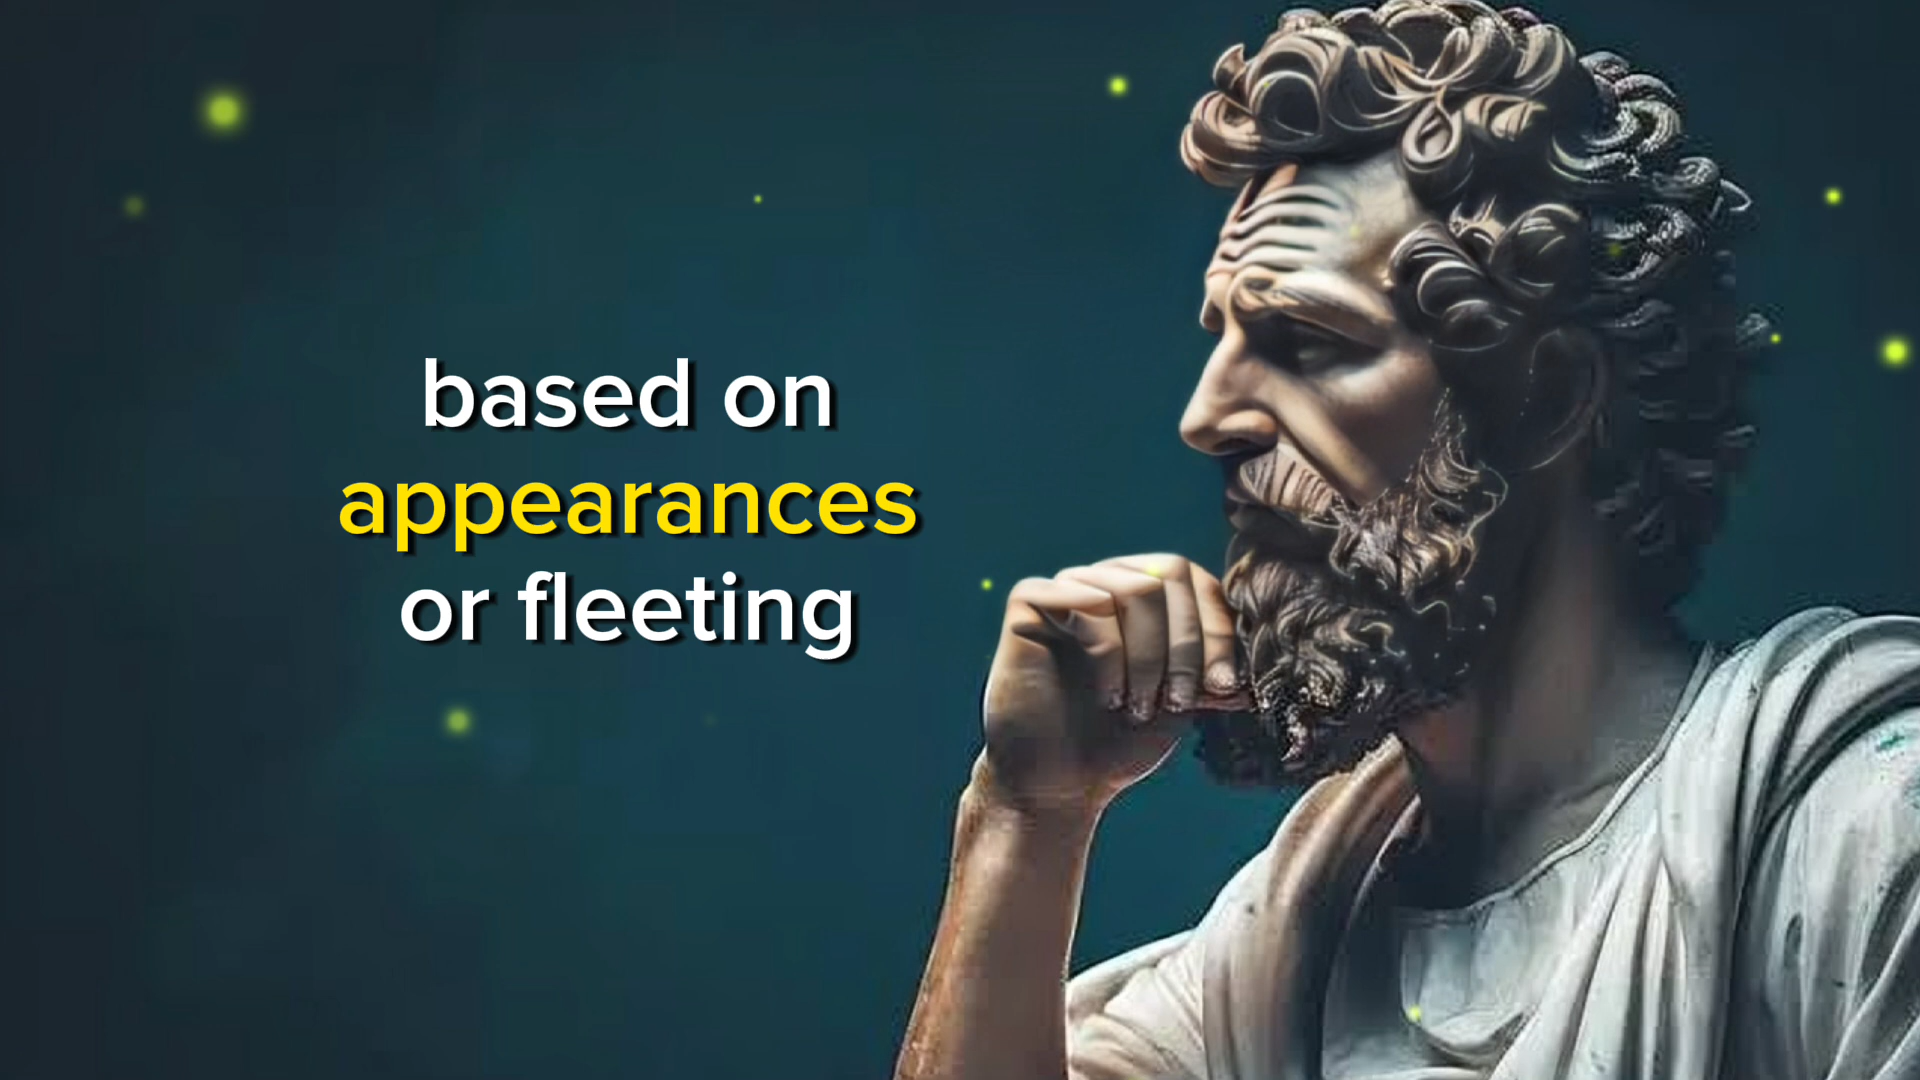 based on
appearances
or fleeting